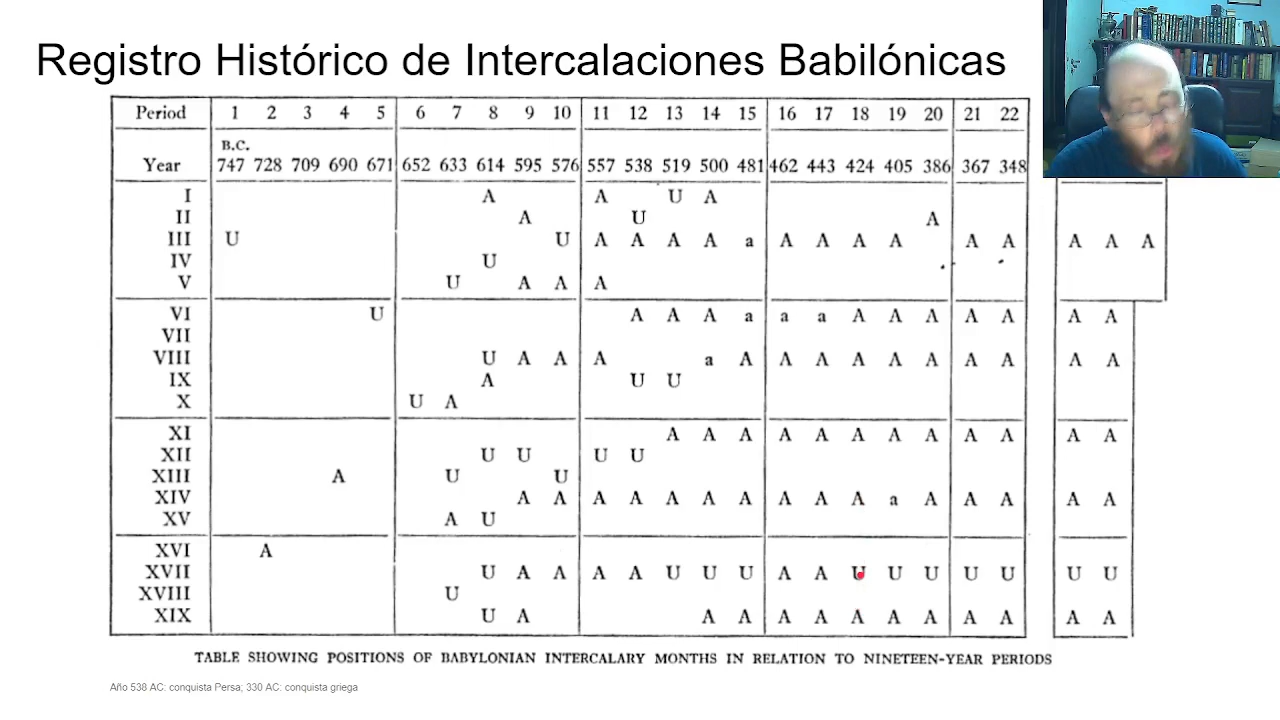 Registro Histórico de Intercalaciones Babilónicas
Period 1 2 3 4 5 6 7 8 9 10 11 12 13 14 15 16 17 18 19 20 21 22
B.C.
Year 747 728 709 690 671 652 633 614 595 576 557 538 519 500 481 462 443 424 405 386 367 348
I A A U A
II A U A
III U U A A A A a A A A A A A A A A
IV U
V U A A A
VI U A A A a a a A A A A A A A
VII
VIII U A A A a A A A A A A A A A A
IX A U U
X U A
XI A A A A A A A A A A A A
XII U U U U
XIII A U U
XIV A A A A A A A A A A a A A A A A
XV A U
XVI A
XVII U A A A A U U U A A U U U U U U U
XVIII U
XIX U A A A A A A A A A A A A
TABLE SHOWING POSITIONS OF BABYLONIAN INTERCALARY MONTHS IN RELATION TO NINETEEN-YEAR PERIODS
Año 538 AC: conquista Persa; 330 AC: conquista griega